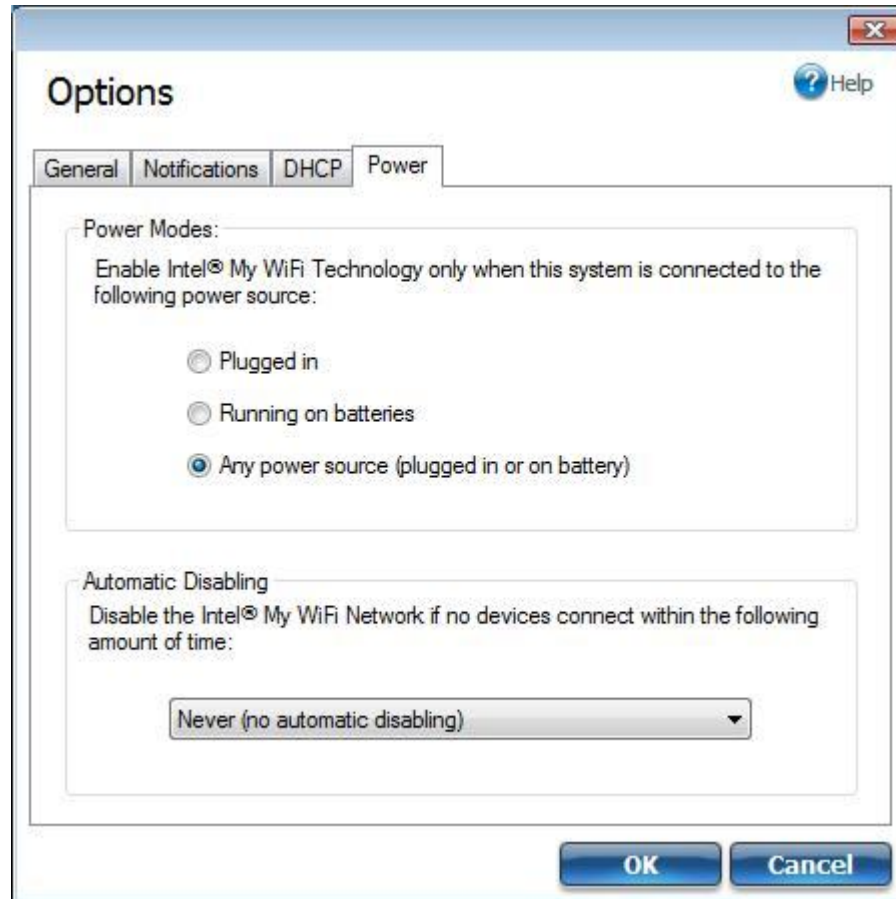 Options
Help
General
Notifications
DHCP
Power
Power Modes:
Enable Intel® My WiFi Technology only when this system is connected to the
following power source:
Plugged in
Running on batteries
Any power source (plugged in or on battery)
Automatic Disabling
Disable the Intel® My WiFi Network if no devices connect within the following
amount of time:
Never (no automatic disabling)
OK
Cancel